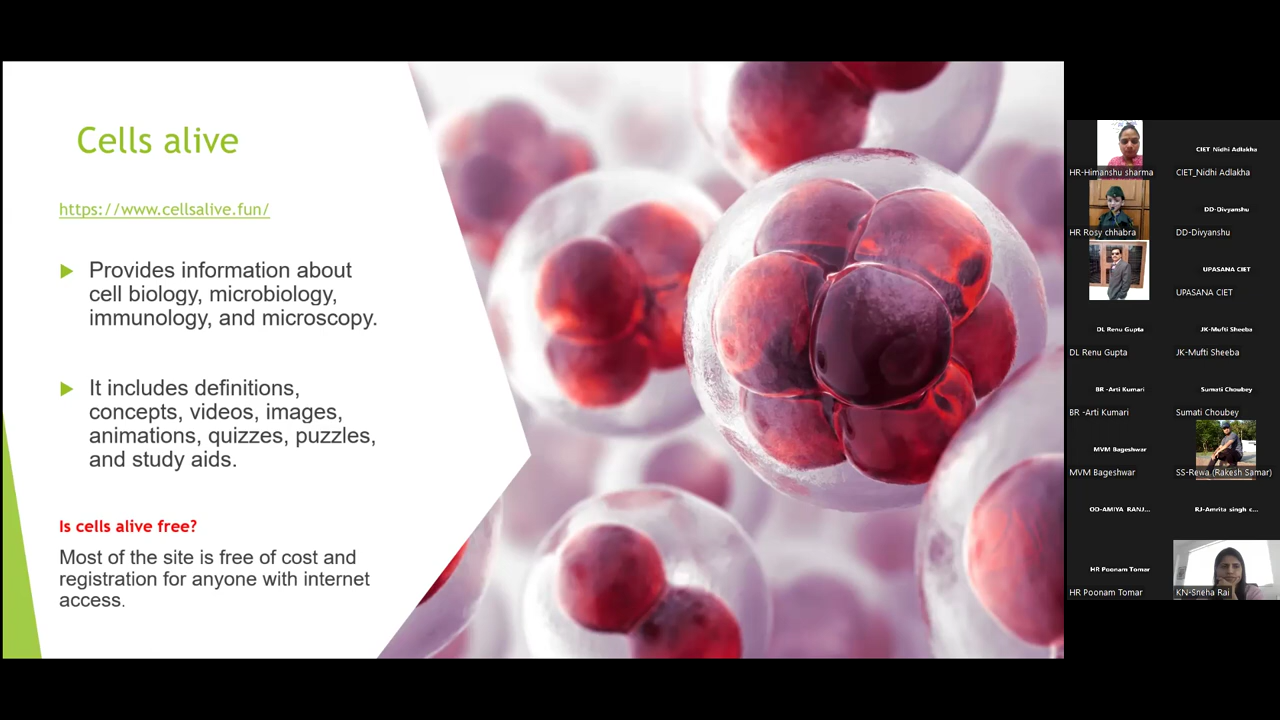 Cells alive
https://www.cellsalive.fun/
Provides information about
cell biology, microbiology,
immunology, and microscopy.
It includes definitions,
concepts, videos, images,
animations, quizzes, puzzles,
and study aids.
Is cells alive free?
Most of the site is free of cost and
registration for anyone with internet
access.
HR-Himanshu sharma
CIET_Nidhi Adlakha
CIET_Nidhi Adlakha
HR Rosy chhabra
DD-Divyanshu
DD-Divyanshu
UPASANA CIET
UPASANA CIET
DL Renu Gupta
JK-Mufti Sheeba
DL Renu Gupta
JK-Mufti Sheeba
BR -Arti Kumari
Sumati Choubey
BR -Arti Kumari
Sumati Choubey
MVM Bageshwar
MVM Bageshwar
SS-Rewa (Rakesh Samar)
OD-AMIYA RANJ...
RJ-Amrita singh c...
HR Poonam Tomar
HR Poonam Tomar
KN-Sneha Rai